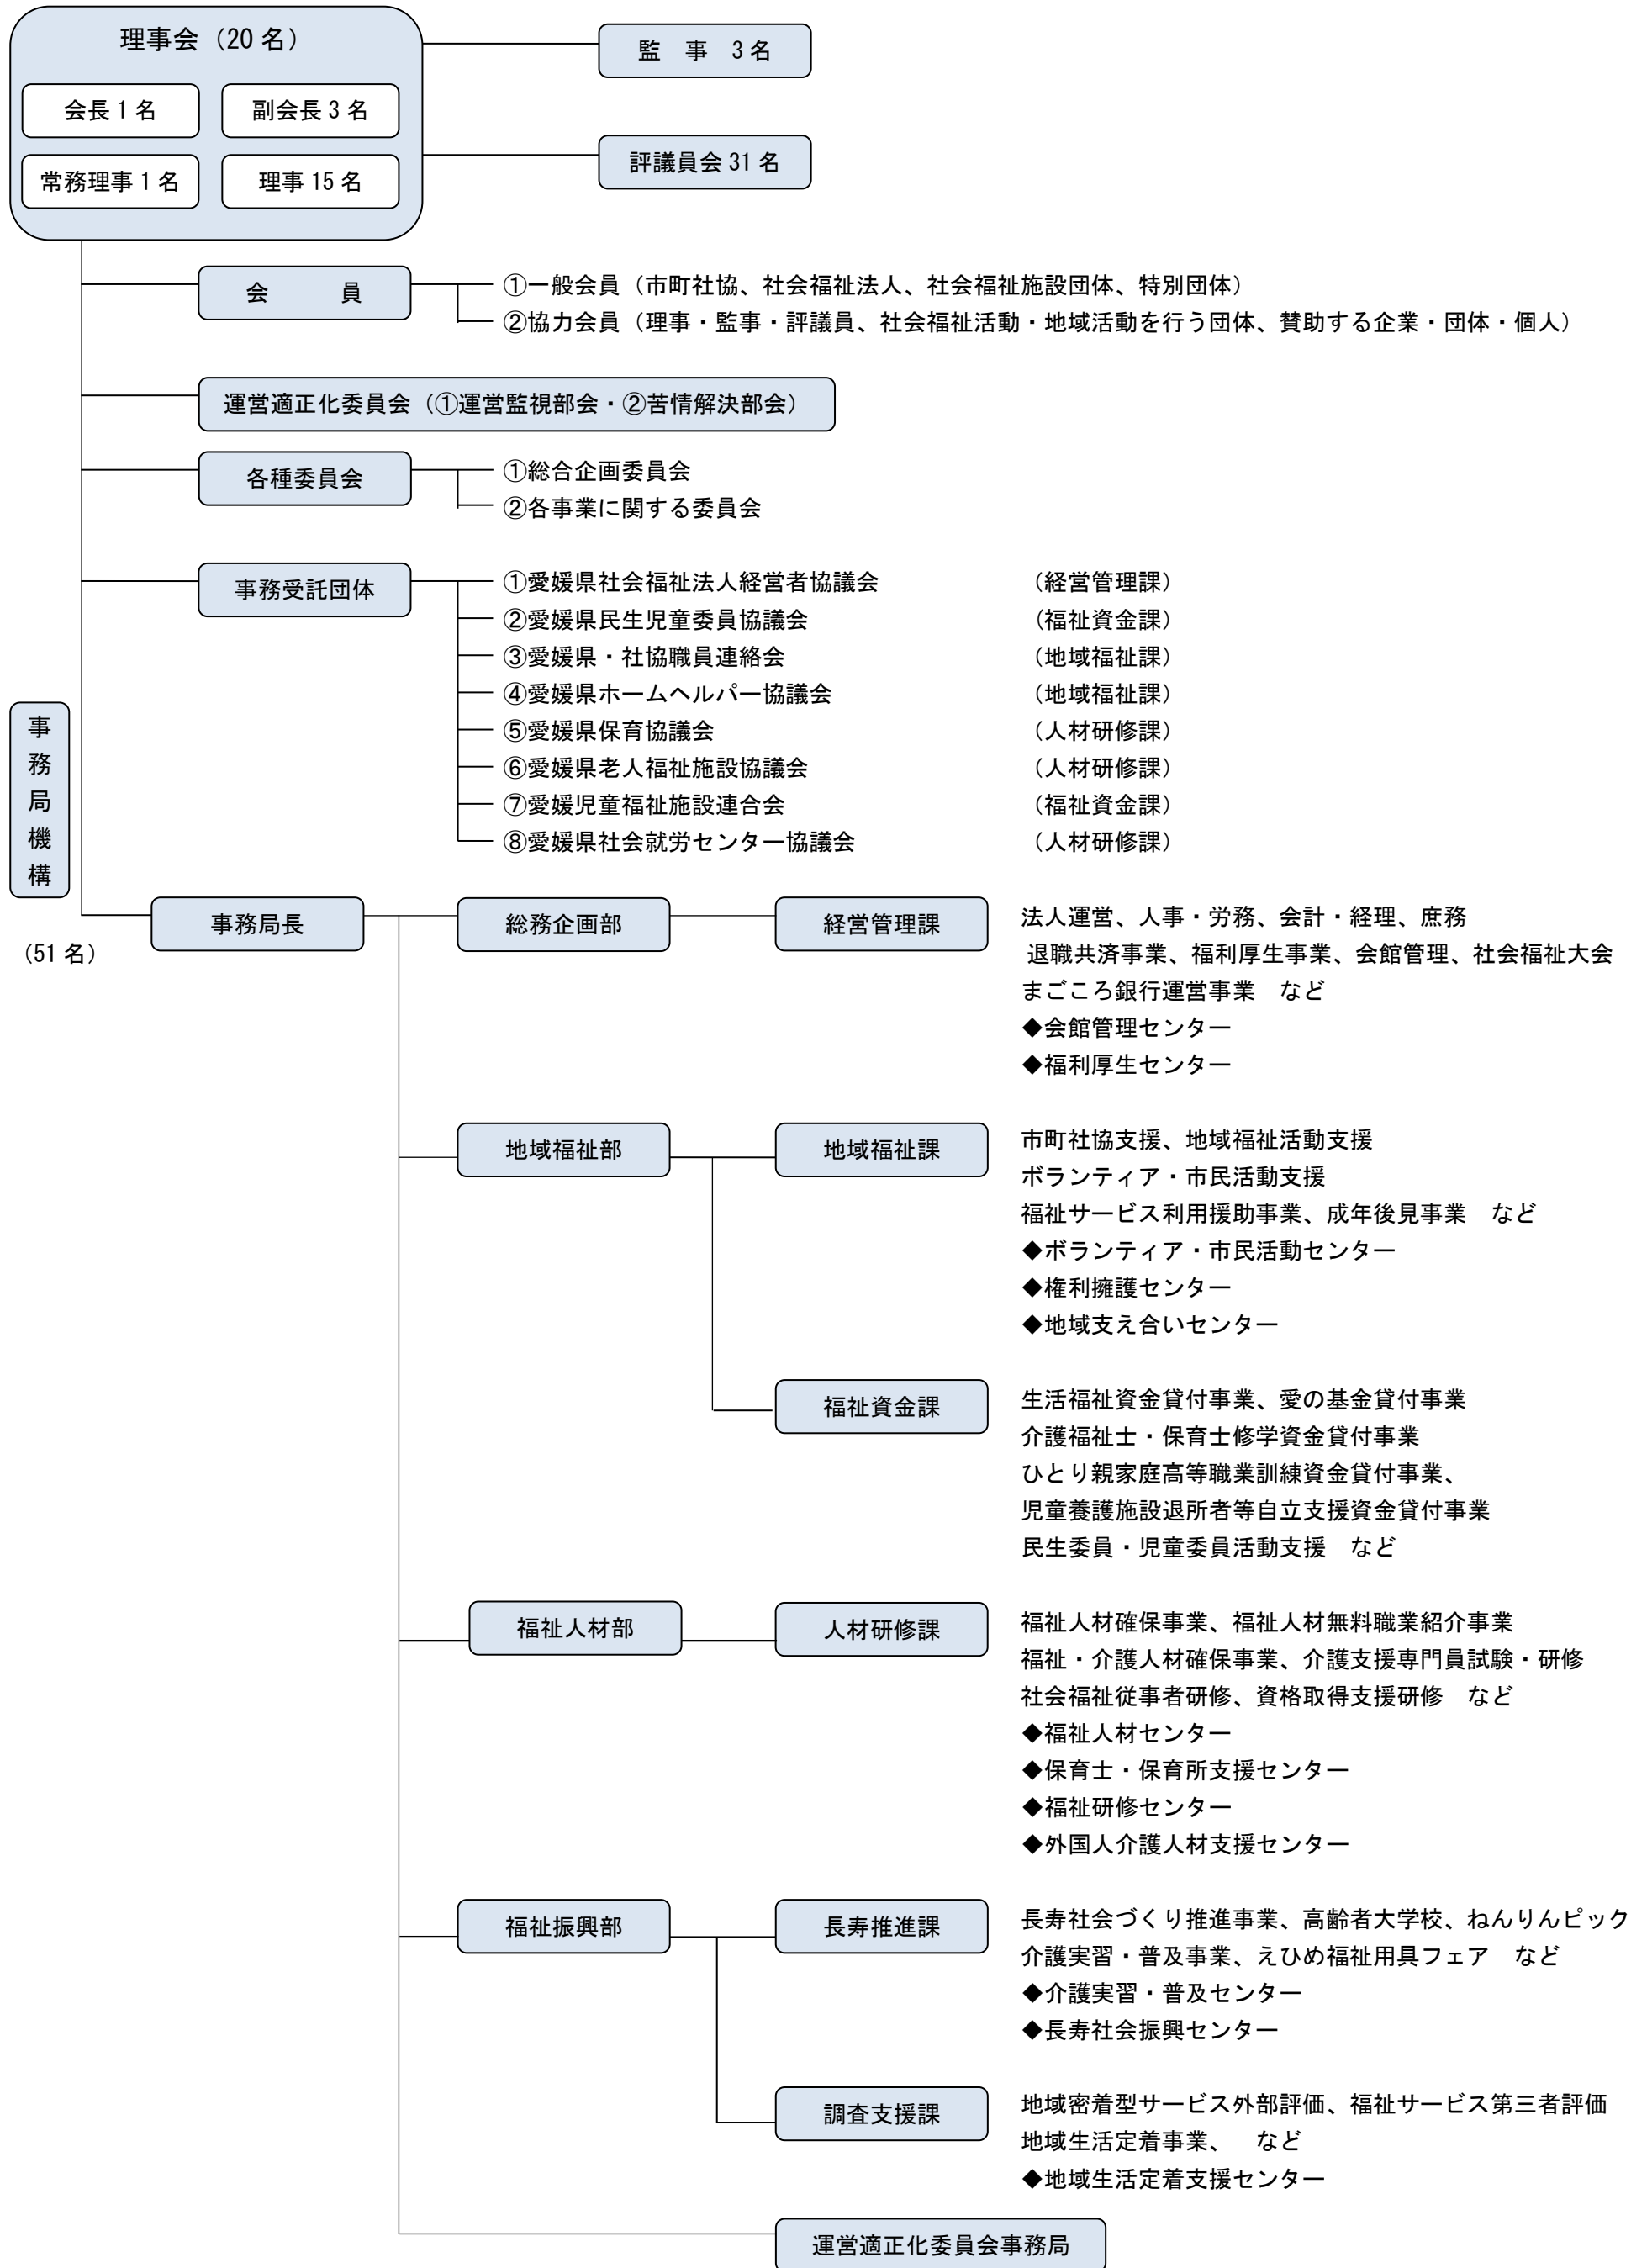 理事会（20 名）
監　事　3 名
会長 1 名
副会長 3 名
評議員会 31 名
常務理事 1 名
理事 15 名
会　　　員
①一般会員（市町社協、社会福祉法人、社会福祉施設団体、特別団体）
②協力会員（理事・監事・評議員、社会福祉活動・地域活動を行う団体、賛助する企業・団体・個人）
運営適正化委員会（①運営監視部会・②苦情解決部会）
各種委員会
①総合企画委員会
②各事業に関する委員会
事務受託団体
①愛媛県社会福祉法人経営者協議会　（経営管理課）
②愛媛県民生児童委員協議会　（福祉資金課）
③愛媛県・社協職員連絡会　（地域福祉課）
④愛媛県ホームヘルパー協議会　（地域福祉課）
⑤愛媛県保育協議会　（人材研修課）
⑥愛媛県老人福祉施設協議会　（人材研修課）
⑦愛媛児童福祉施設連合会　（福祉資金課）
⑧愛媛県社会就労センター協議会　（人材研修課）
事務局機構
（51 名）
事務局長
総務企画部
経営管理課
法人運営、人事・労務、会計・経理、庶務
退職共済事業、福利厚生事業、会館管理、社会福祉大会
まごころ銀行運営事業　など
◆会館管理センター
◆福利厚生センター
地域福祉部
地域福祉課
市町社協支援、地域福祉活動支援
ボランティア・市民活動支援
福祉サービス利用援助事業、成年後見事業　など
◆ボランティア・市民活動センター
◆権利擁護センター
◆地域支え合いセンター
福祉資金課
生活福祉資金貸付事業、愛の基金貸付事業
介護福祉士・保育士修学資金貸付事業
ひとり親家庭高等職業訓練資金貸付事業、
児童養護施設退所者等自立支援資金貸付事業
民生委員・児童委員活動支援　など
福祉人材部
人材研修課
福祉人材確保事業、福祉人材無料職業紹介事業
福祉・介護人材確保事業、介護支援専門員試験・研修
社会福祉従事者研修、資格取得支援研修　など
◆福祉人材センター
◆保育士・保育所支援センター
◆福祉研修センター
◆外国人介護人材支援センター
福祉振興部
長寿推進課
長寿社会づくり推進事業、高齢者大学校、ねんりんピック
介護実習・普及事業、えひめ福祉用具フェア　など
◆介護実習・普及センター
◆長寿社会振興センター
調査支援課
地域密着型サービス外部評価、福祉サービス第三者評価
地域生活定着事業、　など
◆地域生活定着支援センター
運営適正化委員会事務局